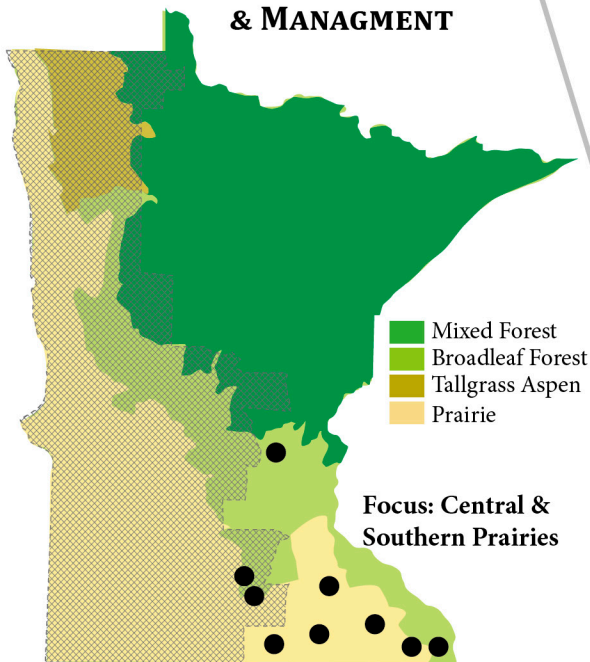 & MANAGMENT
Mixed Forest
Broadleaf Forest
Tallgrass Aspen
Prairie
Focus: Central &
Southern Prairies